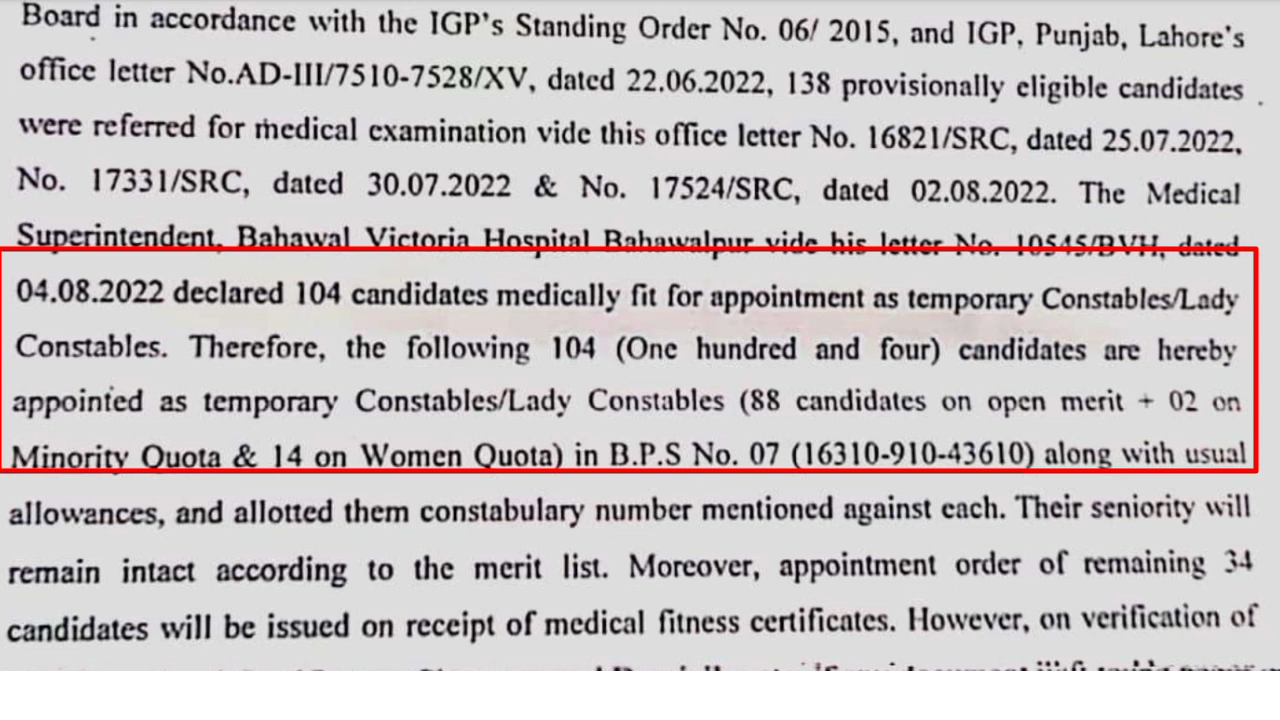 Board in accordance with the IGP's Standing Order No. 06/ 2015, and IGP, Punjab, Lahore's
office letter No.AD-III/7510-7528/XV, dated 22.06.2022, 138 provisionally eligible candidates
were referred for medical examination vide this office letter No. 16821/SRC, dated 25.07.2022,
No. 17331/SRC, dated 30.07.2022 & No. 17524/SRC, dated 02.08.2022. The Medical
Superintendent, Bahawal Victoria Hospital Bahawalpur vide his letter No. 10545/BVH, dated
04.08.2022 declared 104 candidates medically fit for appointment as temporary Constables/Lady
Constables. Therefore, the following 104 (One hundred and four) candidates are hereby
appointed as temporary Constables/Lady Constables (88 candidates on open merit + 02 on
Minority Quota & 14 on Women Quota) in B.P.S No. 07 (16310-910-43610) along with usual
allowances, and allotted them constabulary number mentioned against each. Their seniority will
remain intact according to the merit list. Moreover, appointment order of remaining 34
candidates will be issued on receipt of medical fitness certificates. However, on verification of